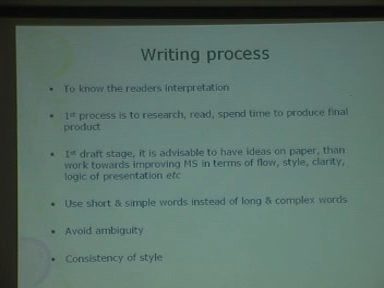 Writing process
• To know the readers interpretation
• 1st process is to research, read, spend time to produce final
product
• 1st draft stage, it is advisable to have ideas on paper, than
work towards improving MS in terms of flow, style, clarity,
logic of presentation etc
• Use short & simple words instead of long & complex words
• Avoid ambiguity
• Consistency of style